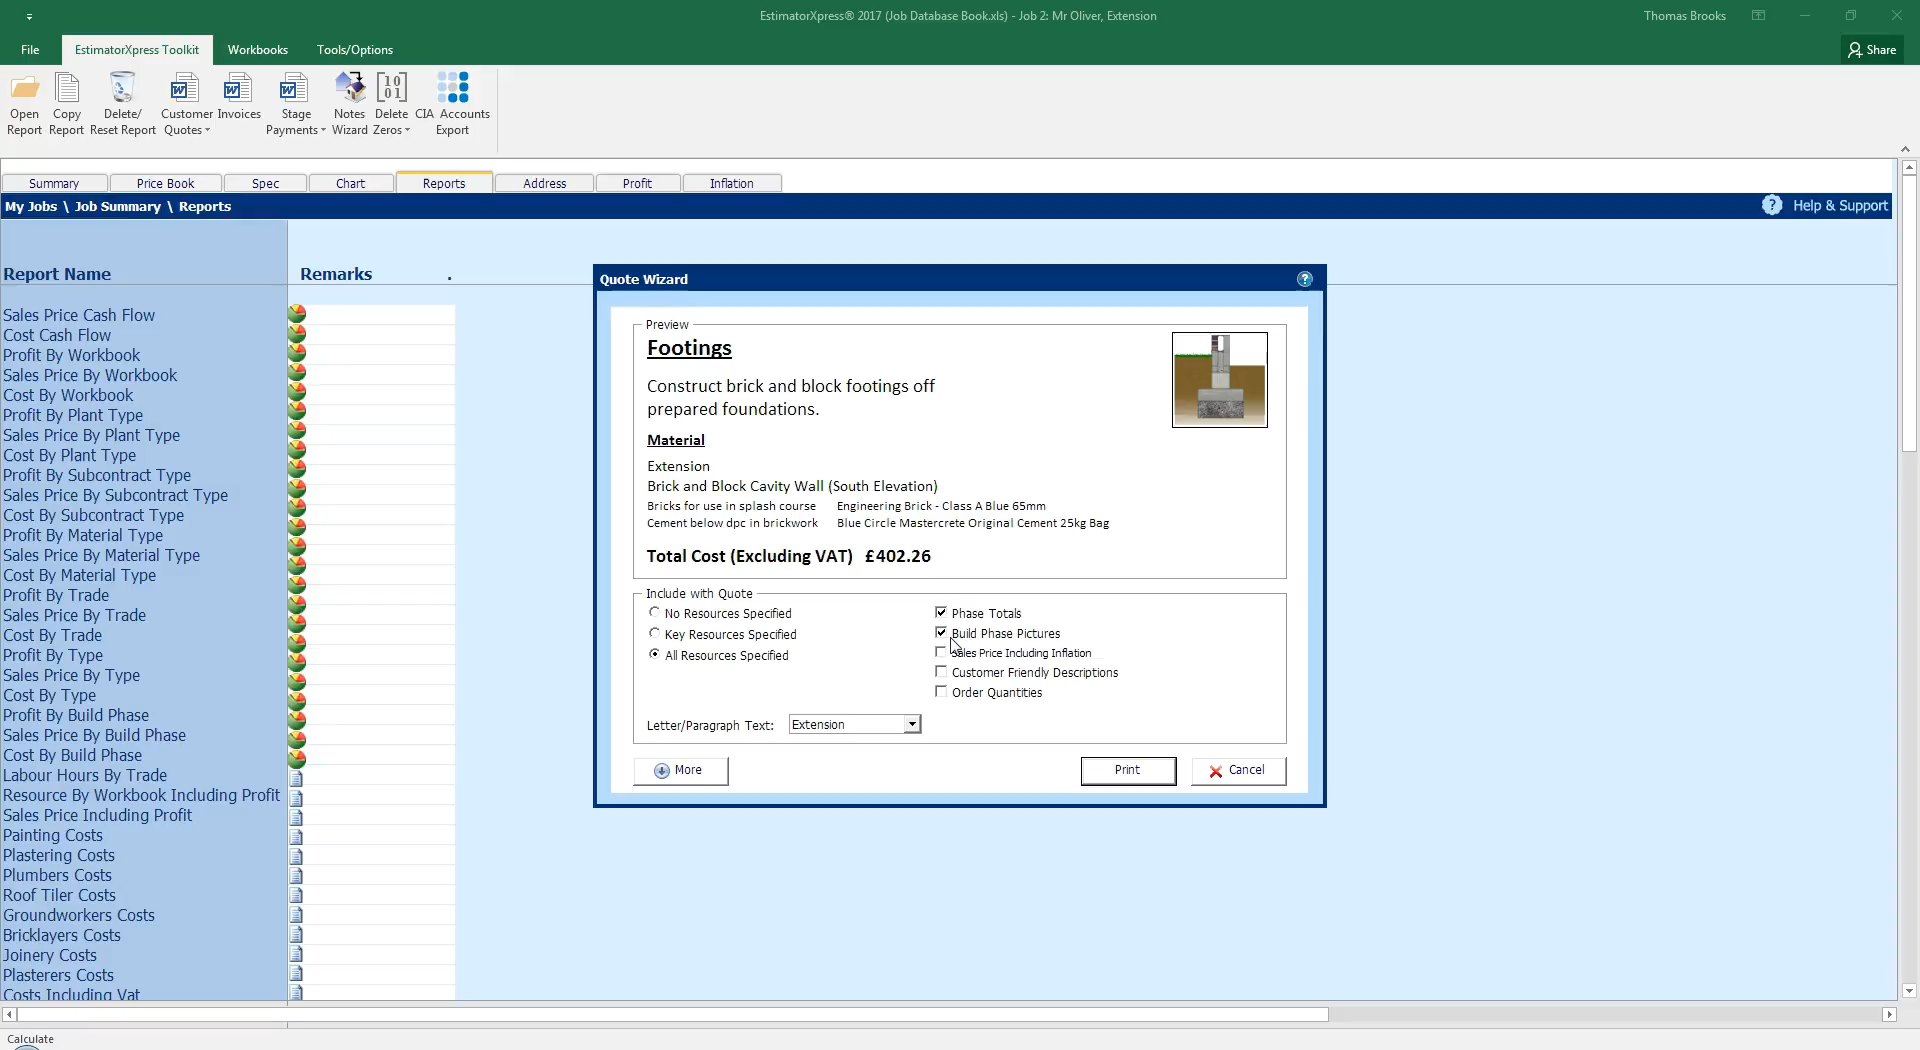 EstimatorXpress® 2017 (Job Database Book.xls) - Job 2: Mr Oliver, Extension
Thomas Brooks
File
EstimatorXpress Toolkit
Workbooks
Tools/Options
Share
Open Report
Copy Report
Delete/ Reset Report
Customer Quotes
Invoices
Stage Payments
Notes Wizard
Delete Zeros
CIA Accounts Export
Summary
Price Book
Spec
Chart
Reports
Address
Profit
Inflation
My Jobs \ Job Summary \ Reports
Help & Support
Report Name
Remarks .
Sales Price Cash Flow
Cost Cash Flow
Profit By Workbook
Sales Price By Workbook
Cost By Workbook
Profit By Plant Type
Sales Price By Plant Type
Cost By Plant Type
Profit By Subcontract Type
Sales Price By Subcontract Type
Cost By Subcontract Type
Profit By Material Type
Sales Price By Material Type
Cost By Material Type
Profit By Trade
Sales Price By Trade
Cost By Trade
Profit By Type
Sales Price By Type
Cost By Type
Profit By Build Phase
Sales Price By Build Phase
Cost By Build Phase
Labour Hours By Trade
Resource By Workbook Including Profit
Sales Price Including Profit
Painting Costs
Plastering Costs
Plumbers Costs
Roof Tiler Costs
Groundworkers Costs
Bricklayers Costs
Joinery Costs
Plasterers Costs
Costs Including Vat
Quote Wizard
Preview
Footings
Construct brick and block footings off
prepared foundations.
Material
Extension
Brick and Block Cavity Wall (South Elevation)
Bricks for use in splash course Engineering Brick - Class A Blue 65mm
Cement below dpc in brickwork Blue Circle Mastercrete Original Cement 25kg Bag
Total Cost (Excluding VAT) £402.26
Include with Quote
No Resources Specified
Key Resources Specified
All Resources Specified
Phase Totals
Build Phase Pictures
Sales Price Including Inflation
Customer Friendly Descriptions
Order Quantities
Letter/Paragraph Text: Extension
More
Print
Cancel
Calculate